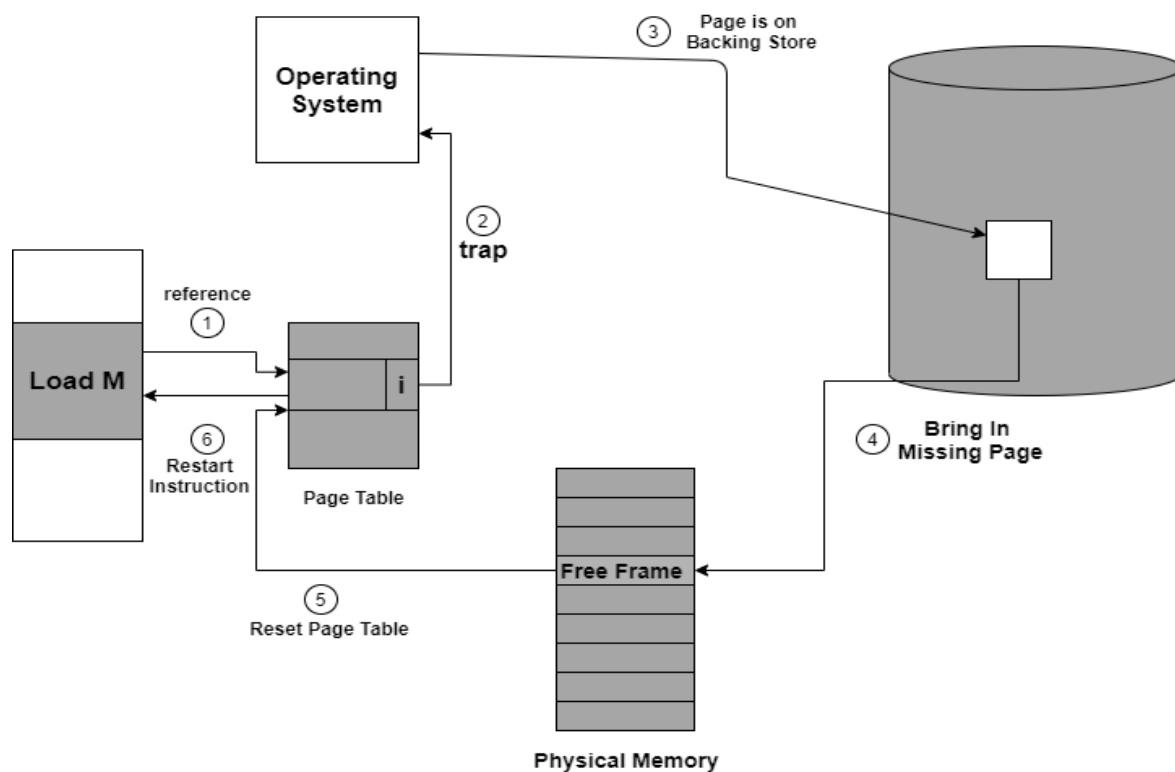 3
Page is on
Backing Store
Operating
System
2
trap
reference
1
Load M
i
6
Restart
Instruction
Page Table
4
Bring In
Missing Page
Free Frame
5
Reset Page Table
Physical Memory